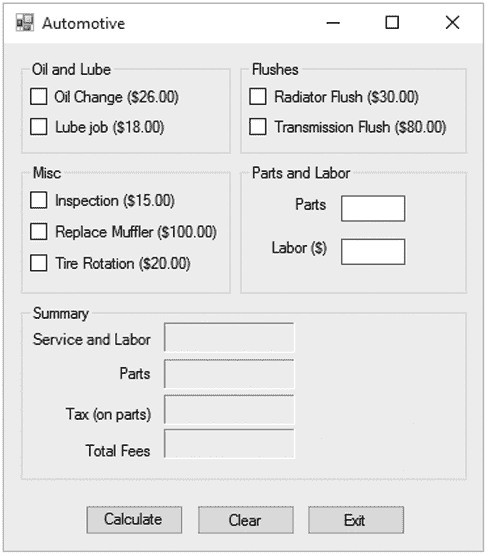 Automotive
Oil and Lube
Oil Change ($26.00)
Lube job ($18.00)
Flushes
Radiator Flush ($30.00)
Transmission Flush ($80.00)
Misc
Inspection ($15.00)
Replace Muffler ($100.00)
Tire Rotation ($20.00)
Parts and Labor
Parts
Labor ($)
Summary
Service and Labor
Parts
Tax (on parts)
Total Fees
Calculate
Clear
Exit